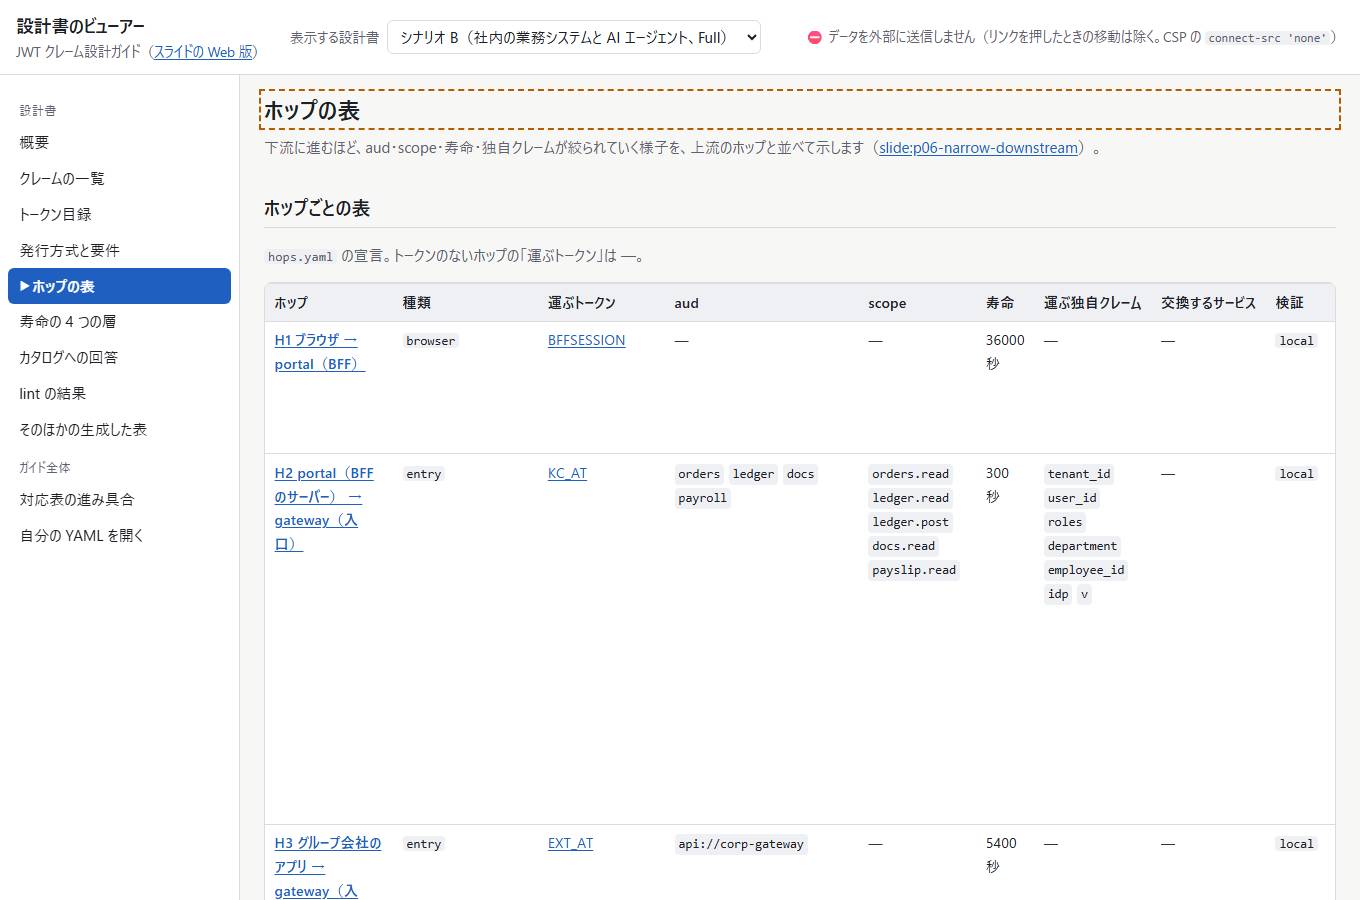 設計書のビューアー
JWT クレーム設計ガイド（スライドの Web 版）
表示する設計書
シナリオ B（社内の業務システムと AI エージェント、Full）
データを外部に送信しません（リンクを押したときの移動は除く。CSP の connect-src 'none'）
設計書
概要
クレームの一覧
トークン目録
発行方式と要件
▶ホップの表
寿命の 4 つの層
カタログへの回答
lint の結果
そのほかの生成した表
ガイド全体
対応表の進み具合
自分の YAML を開く
ホップの表
下流に進むほど、aud・scope・寿命・独自クレームが絞られていく様子を、上流のホップと並べて示します（slide:p06-narrow-downstream）。
ホップごとの表
hops.yaml の宣言。トークンのないホップの「運ぶトークン」は —。
ホップ 種類 運ぶトークン aud scope 寿命 運ぶ独自クレーム 交換するサービス 検証
H1 ブラウザ → browser BFFSESSION — — 36000 — — local
portal（BFF） 秒
H2 portal（BFF entry KC_AT orders ledger docs orders.read 300 tenant_id — local
のサーバー） → payroll ledger.read 秒 user_id
gateway（入 ledger.post roles
口） docs.read department
payslip.read employee_id
idp v
H3 グループ会社の entry EXT_AT api://corp-gateway — 5400 — — local
アプリ → 秒
gateway（入